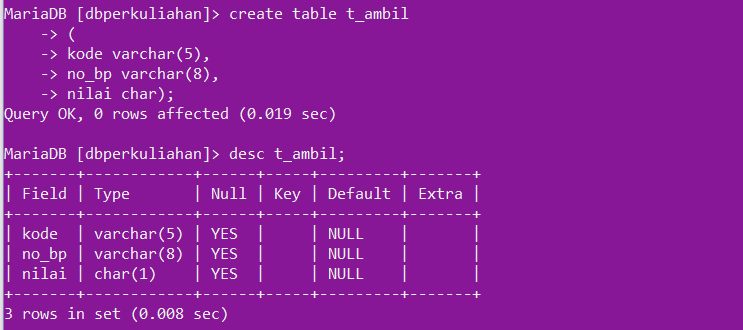 MariaDB [dbperkuliahan]> create table t_ambil
    -> (
    -> kode varchar(5),
    -> no_bp varchar(8),
    -> nilai char);
Query OK, 0 rows affected (0.019 sec)

MariaDB [dbperkuliahan]> desc t_ambil;
+-------+------------+------+-----+---------+-------+
| Field | Type       | Null | Key | Default | Extra |
+-------+------------+------+-----+---------+-------+
| kode  | varchar(5) | YES  |     | NULL    |       |
| no_bp | varchar(8) | YES  |     | NULL    |       |
| nilai | char(1)    | YES  |     | NULL    |       |
+-------+------------+------+-----+---------+-------+
3 rows in set (0.008 sec)